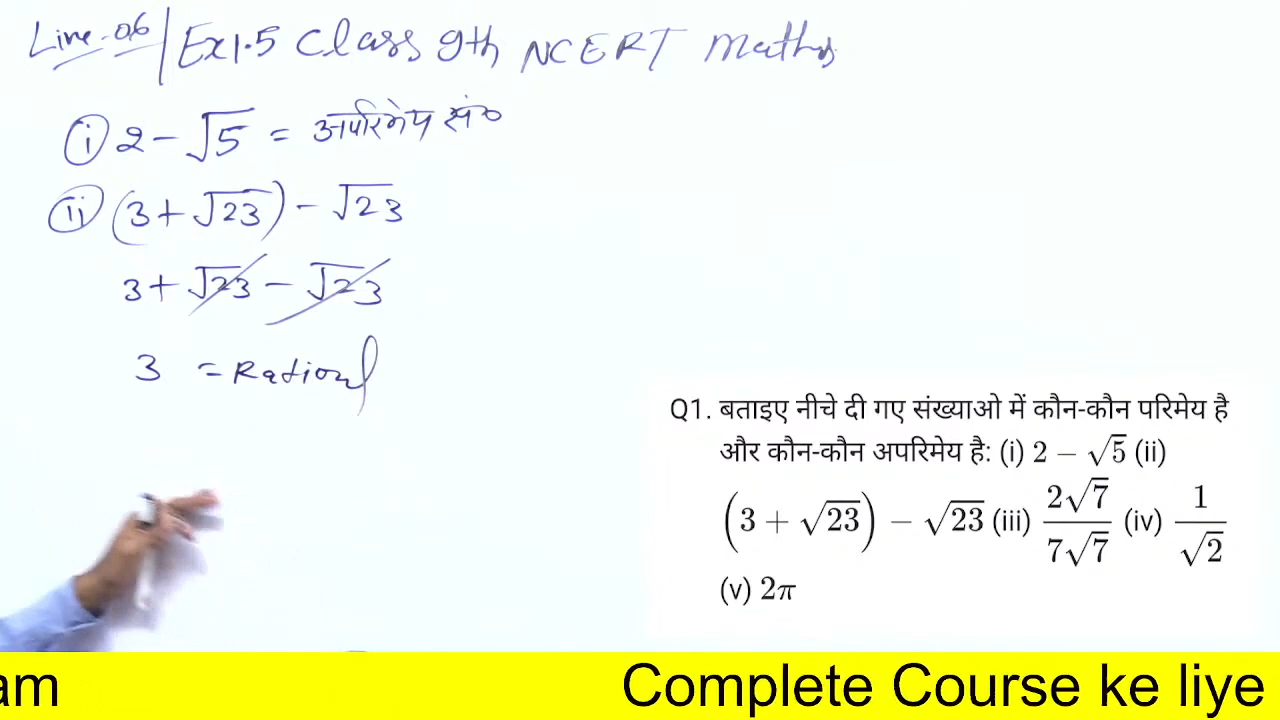 Live-06 Ex1.5 Class 9th NCERT Maths
(i) 2 - √5 = अपरिमेय सं०
(ii) (3 + √23) - √23
3 + √23 - √23
3 = Rational
Q1. बताइए नीचे दी गए संख्याओ में कौन-कौन परिमेय है
और कौन-कौन अपरिमेय है: (i) 2 − √5 (ii)
(3 + √23) − √23 (iii) 2√7/7√7 (iv) 1/√2
(v) 2π
am Complete Course ke liye